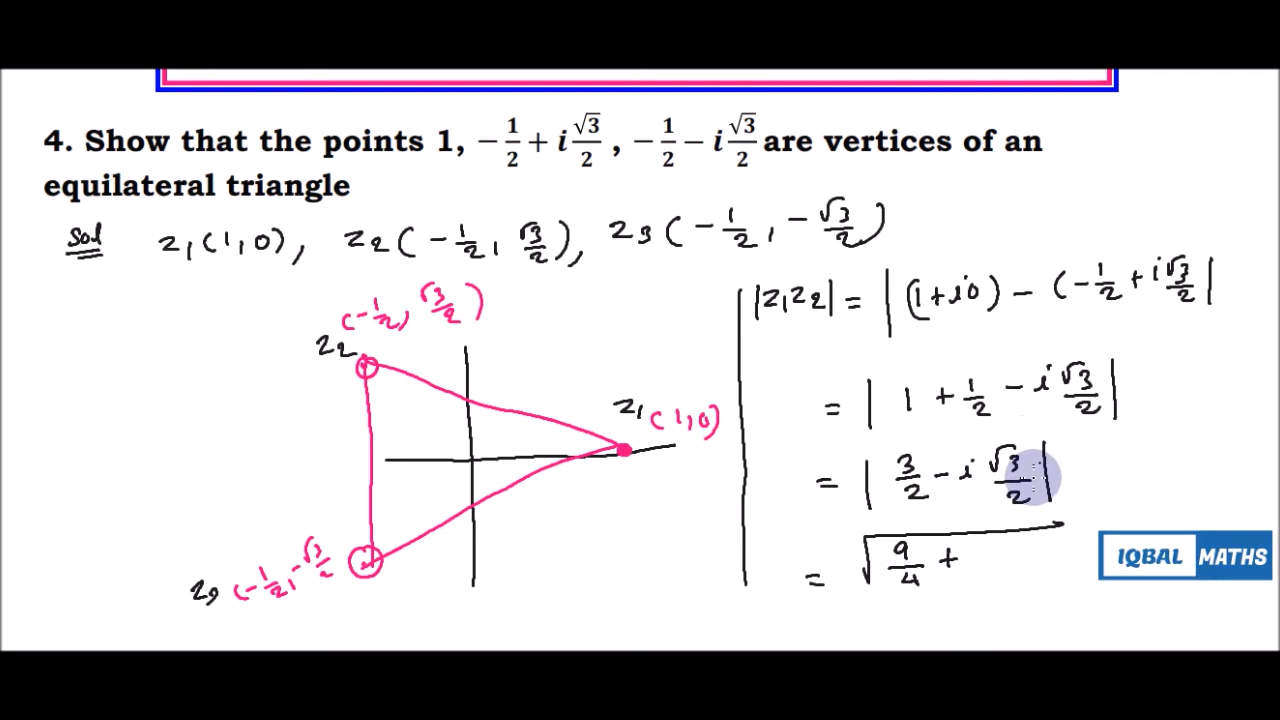 4. Show that the points 1, −1/2 + i √3/2 , −1/2 − i √3/2 are vertices of an
equilateral triangle
Sol z₁(1,0), z₂(−1/2, √3/2), z₃(−1/2, −√3/2)
(−1/2, √3/2)
z₂
z₁(1,0)
z₃(−1/2, −√3/2
|z₁z₂| = |(1+i0) − (−1/2 + i√3/2|
= |1 + 1/2 − i√3/2|
= |3/2 − i √3/2|
= √9/4 +
IQBAL MATHS